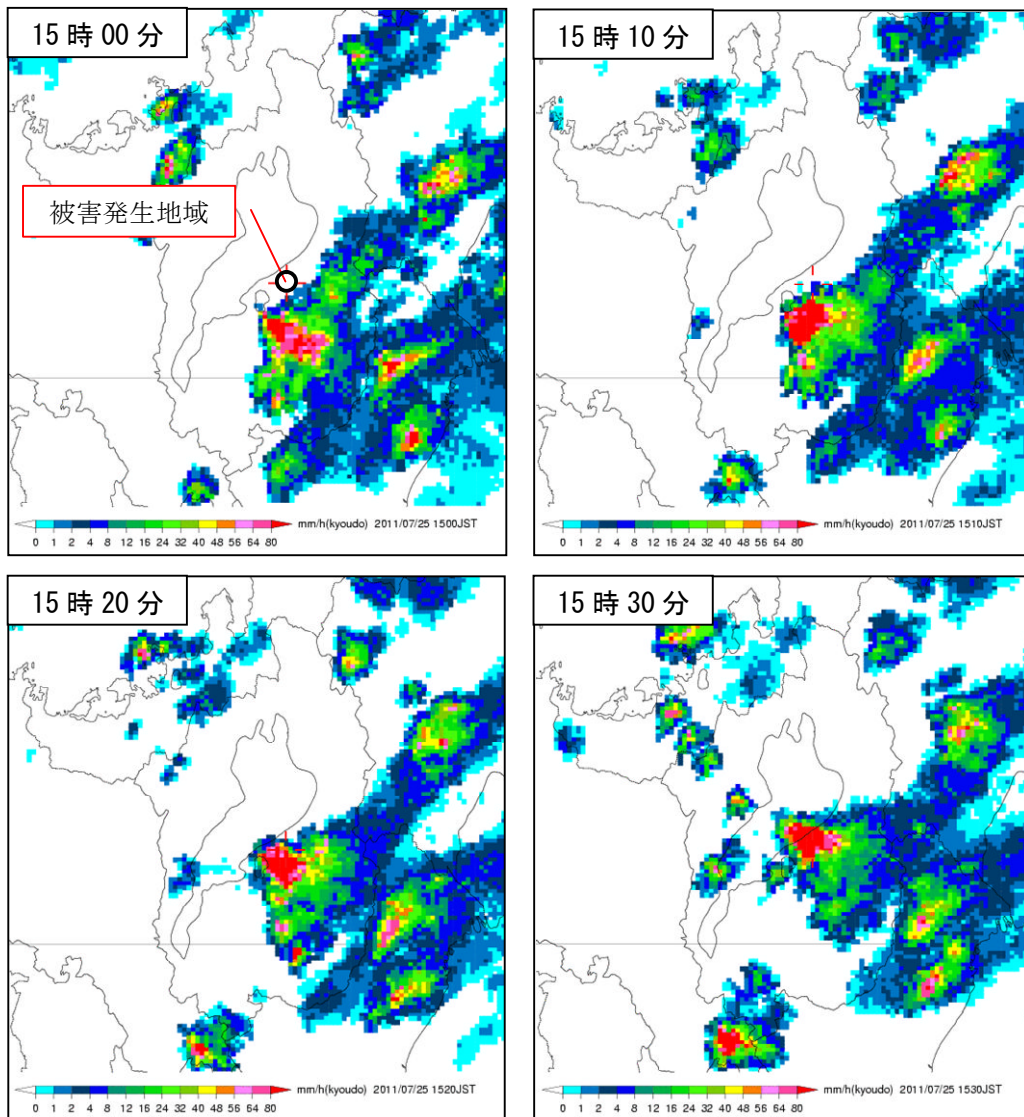 15時00分
被害発生地域
mm/h(kyoudo) 2011/07/25 1500JST
0 1 2 4 8 12 16 24 32 40 48 56 64 80
15時10分
mm/h(kyoudo) 2011/07/25 1510JST
0 1 2 4 8 12 16 24 32 40 48 56 64 80
15時20分
mm/h(kyoudo) 2011/07/25 1520JST
0 1 2 4 8 12 16 24 32 40 48 56 64 80
15時30分
mm/h(kyoudo) 2011/07/25 1530JST
0 1 2 4 8 12 16 24 32 40 48 56 64 80